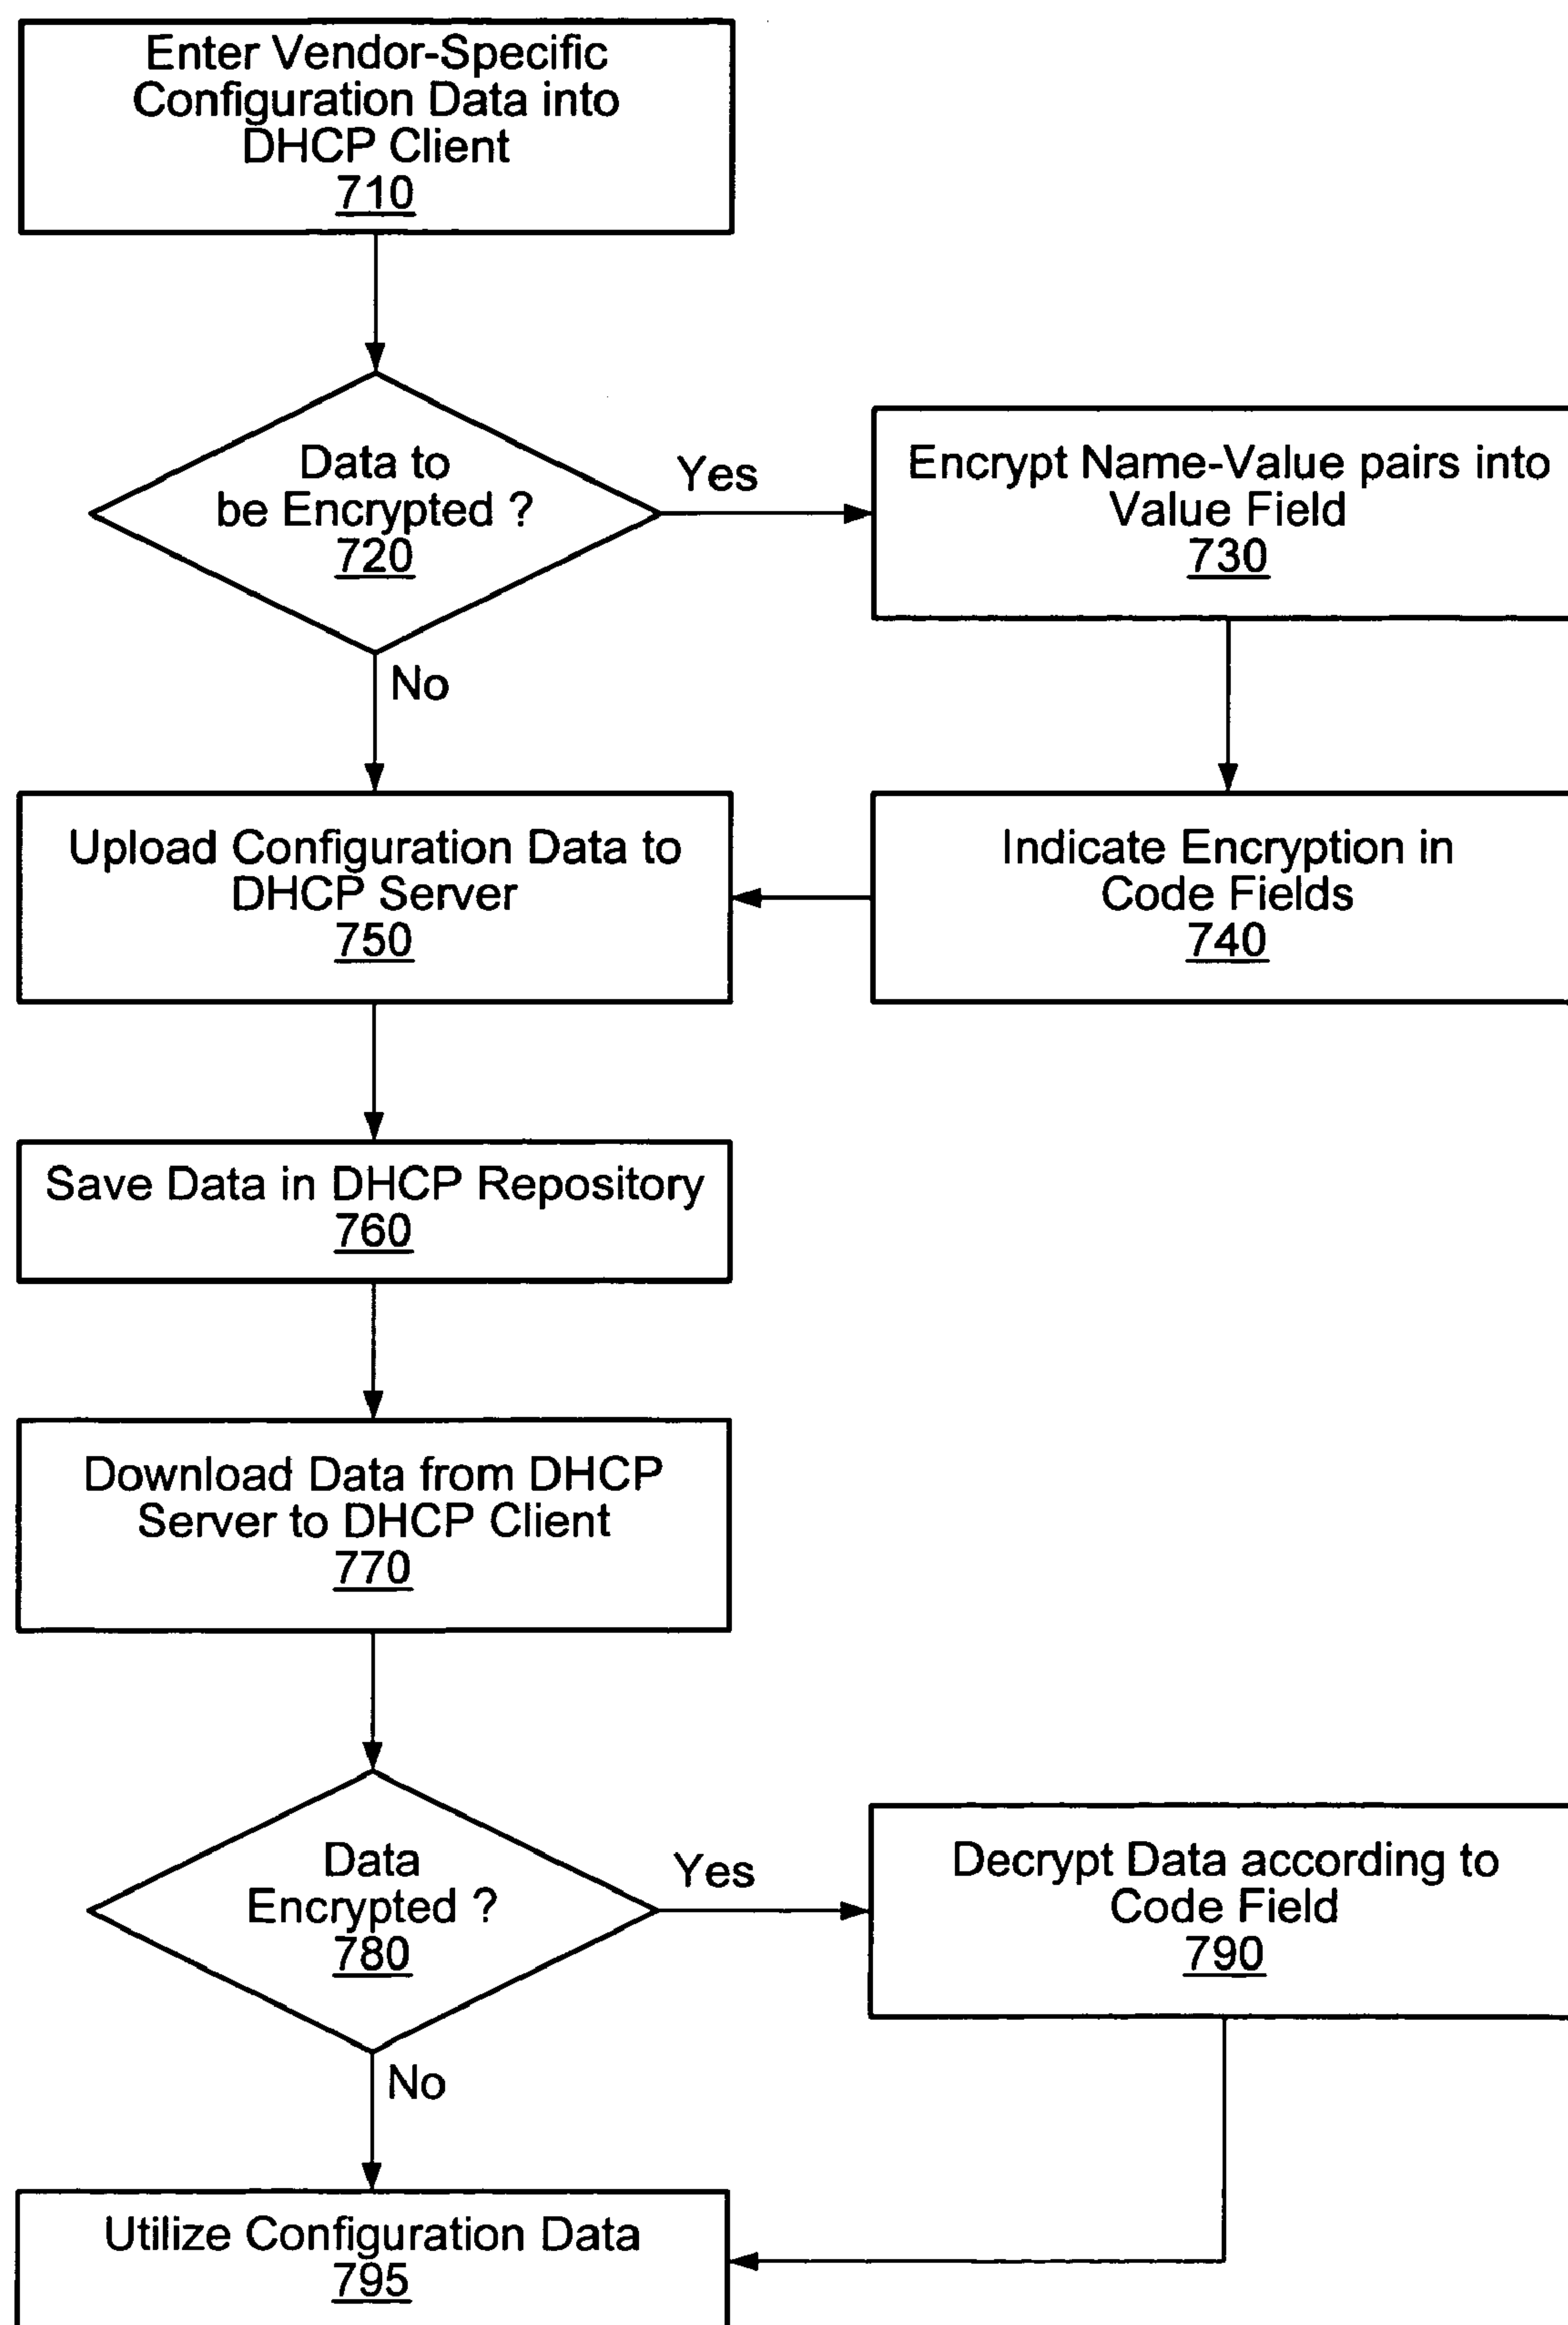 Enter Vendor-Specific
Configuration Data into
DHCP Client
710
Data to
be Encrypted ?
720
Yes
No
Encrypt Name-Value pairs into
Value Field
730
Indicate Encryption in
Code Fields
740
Upload Configuration Data to
DHCP Server
750
Save Data in DHCP Repository
760
Download Data from DHCP
Server to DHCP Client
770
Data
Encrypted ?
780
Yes
No
Decrypt Data according to
Code Field
790
Utilize Configuration Data
795